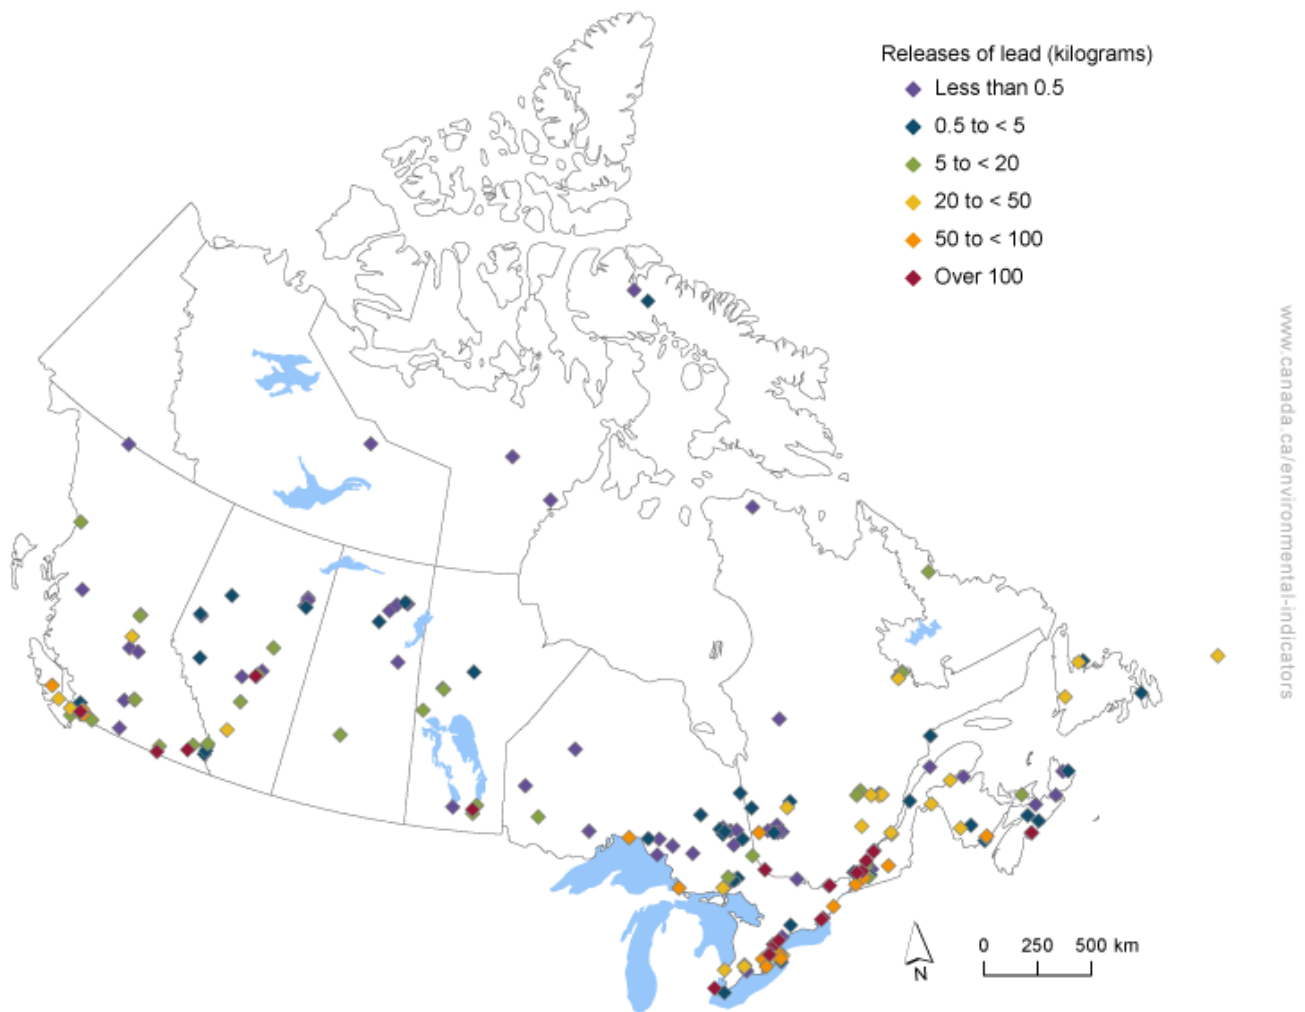 Releases of lead (kilograms)
Less than 0.5
0.5 to < 5
5 to < 20
20 to < 50
50 to < 100
Over 100
www.canada.ca/environmental-indicators
N
0 250 500 km